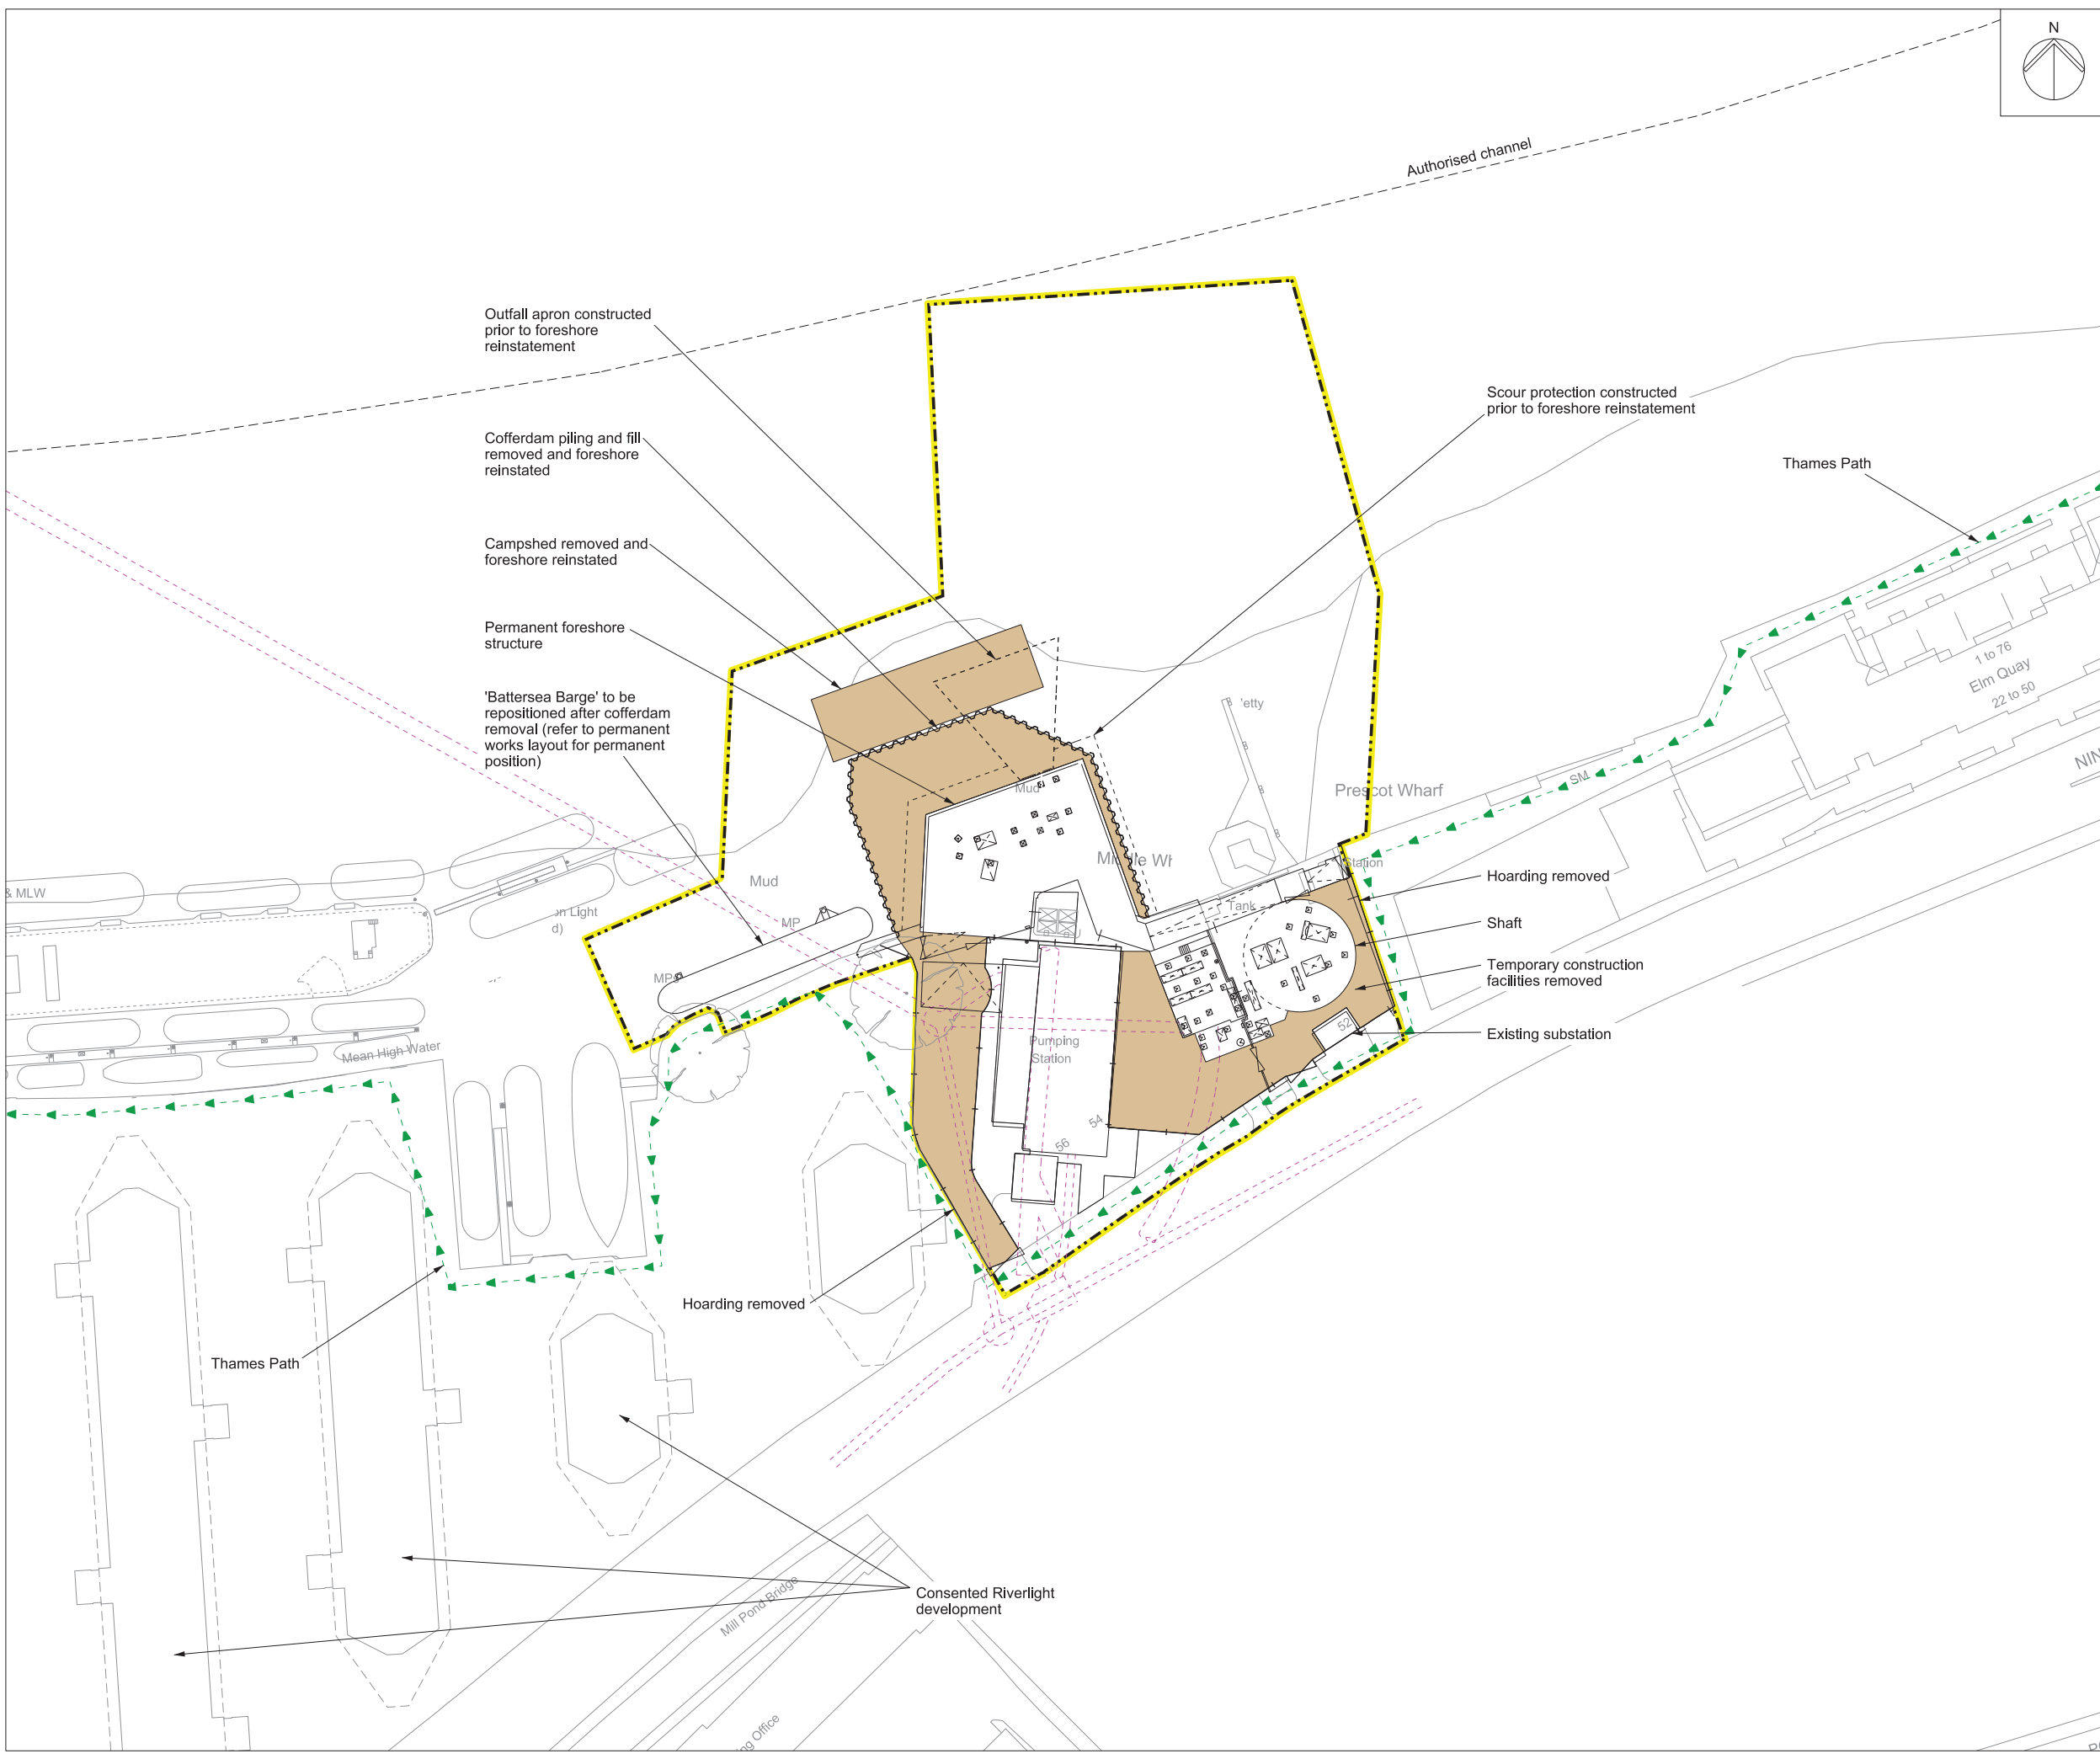 N
Authorised channel
Outfall apron constructed
prior to foreshore
reinstatement
Scour protection constructed
prior to foreshore reinstatement
Cofferdam piling and fill
removed and foreshore
reinstated
Thames Path
Campshed removed and
foreshore reinstated
Permanent foreshore
structure
'Battersea Barge' to be
repositioned after cofferdam
removal (refer to permanent
works layout for permanent
position)
1 to 76
Elm Quay
22 to 50
NIN
'etty
SM
Prescot Wharf
Mud
Station
Hoarding removed
Mud
& MLW
Tank
Shaft
MP
Temporary construction
facilities removed
52
Existing substation
Mean High Water
Pumping
Station
54
56
Hoarding removed
Thames Path
Consented Riverlight
development
Mill Pond Bridge
ng Office